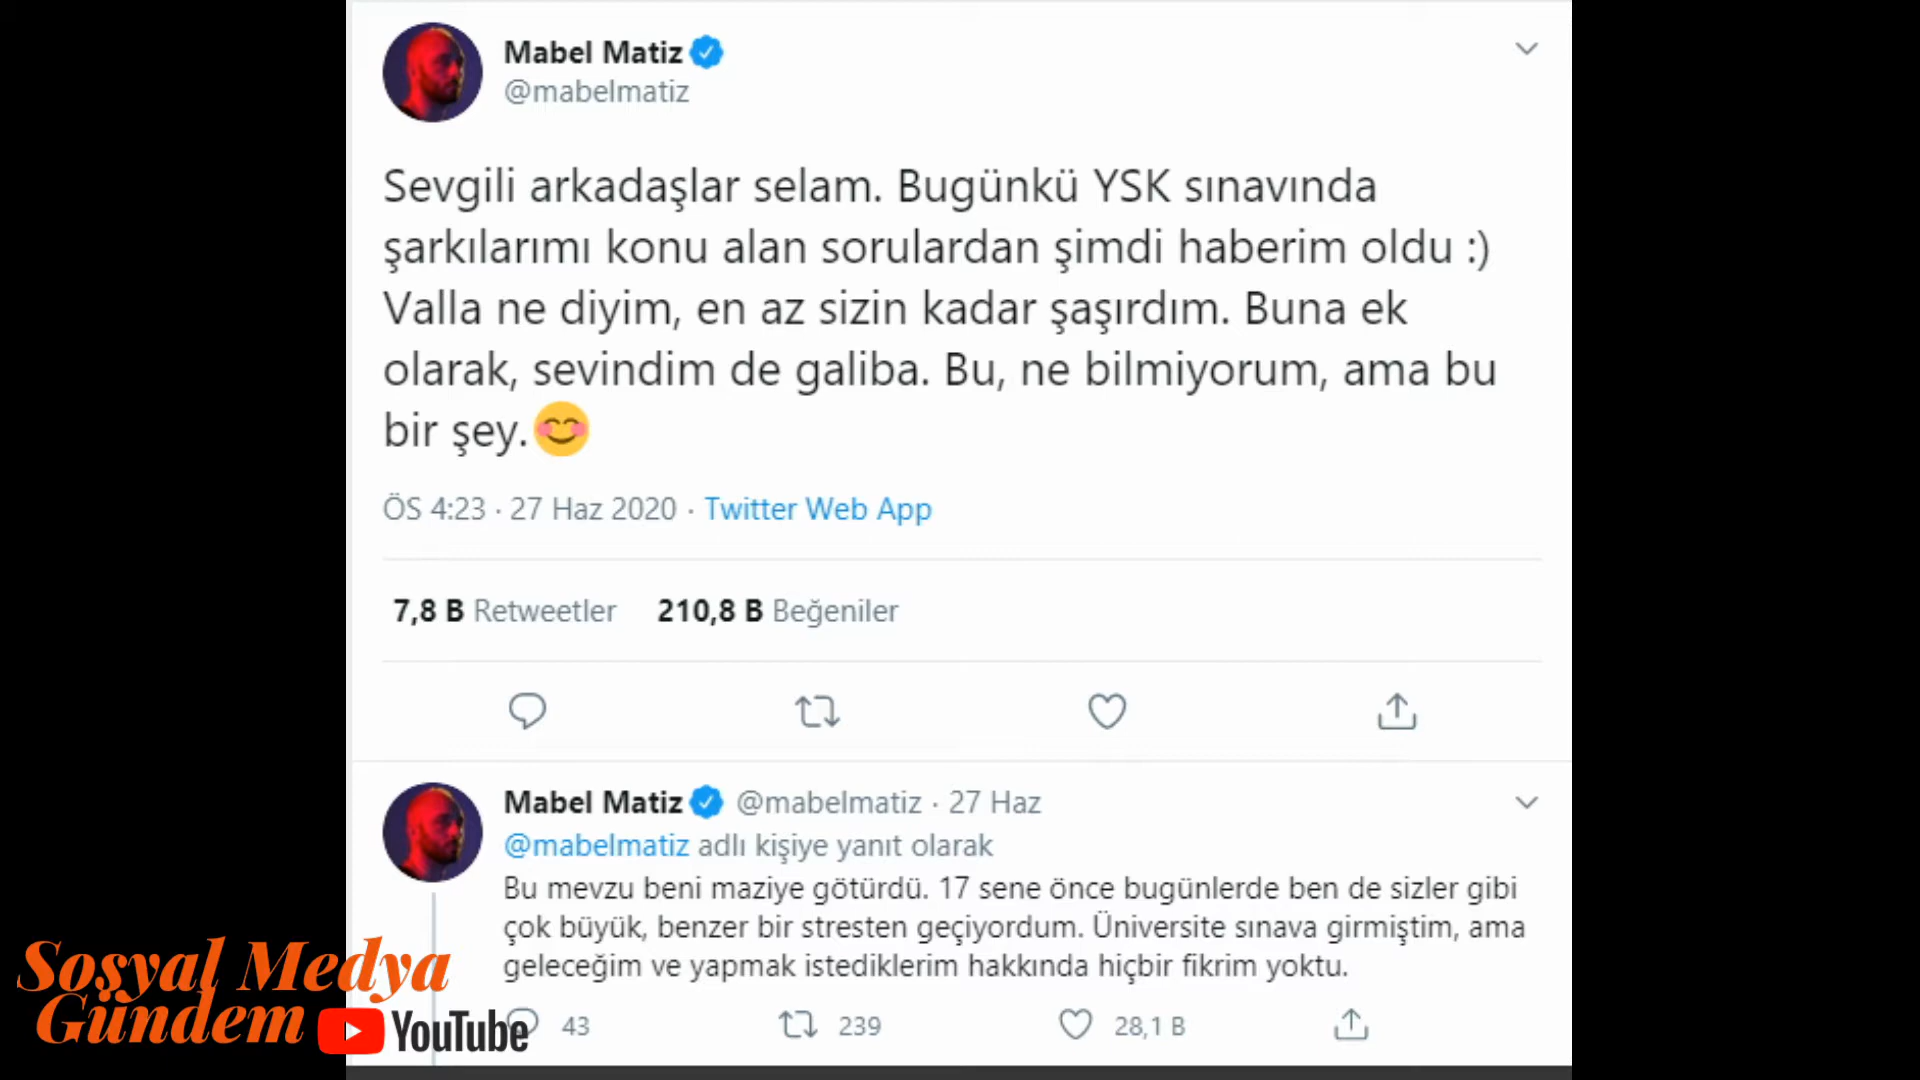 Mabel Matiz
@mabelmatiz
Sevgili arkadaşlar selam. Bugünkü YSK sınavında
şarkılarımı konu alan sorulardan şimdi haberim oldu :)
Valla ne diyim, en az sizin kadar şaşırdım. Buna ek
olarak, sevindim de galiba. Bu, ne bilmiyorum, ama bu
bir şey.😊
ÖS 4:23 · 27 Haz 2020 · Twitter Web App
7,8 B Retweetler 210,8 B Beğeniler
Mabel Matiz @mabelmatiz · 27 Haz
@mabelmatiz adlı kişiye yanıt olarak
Bu mevzu beni maziye götürdü. 17 sene önce bugünlerde ben de sizler gibi
çok büyük, benzer bir stresten geçiyordum. Üniversite sınava girmiştim, ama
geleceğim ve yapmak istediklerim hakkında hiçbir fikrim yoktu.
43 239 28,1 B
Sosyal Medya
Gündem YouTube